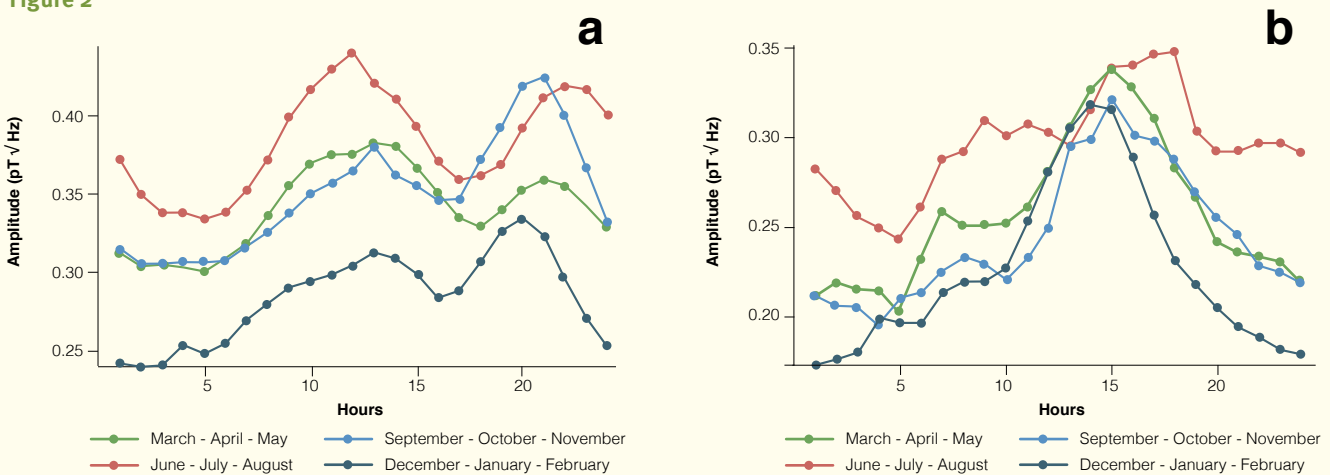 Figure 2
a
Amplitude (pT √ Hz)
0.40
0.35
0.30
0.25
5
10
15
20
Hours
March - April - May
September - October - November
June - July - August
December - January - February
b
Amplitude (pT √ Hz)
0.35
0.30
0.25
0.20
5
10
15
20
Hours
March - April - May
September - October - November
June - July - August
December - January - February